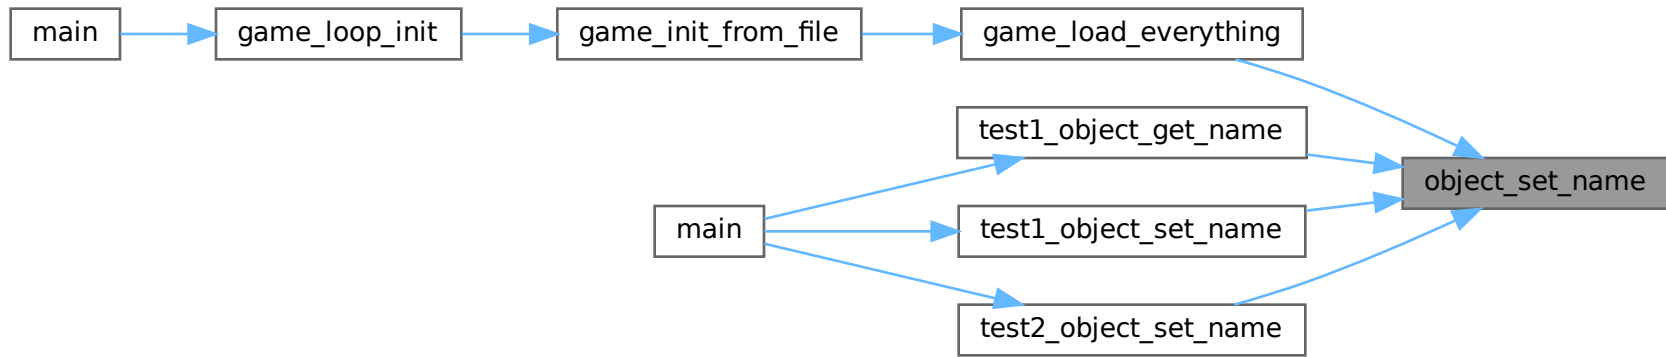 main
game_loop_init
game_init_from_file
game_load_everything
test1_object_get_name
object_set_name
main
test1_object_set_name
test2_object_set_name